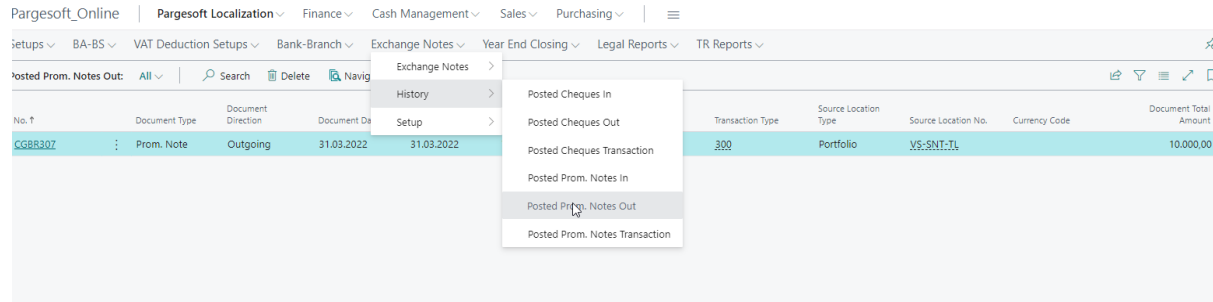 Pargesoft_Online Pargesoft Localization Finance Cash Management Sales Purchasing
Setups BA-BS VAT Deduction Setups Bank-Branch Exchange Notes Year End Closing Legal Reports TR Reports
Posted Prom. Notes Out: All Search Delete Navig
Exchange Notes
History
Setup
Posted Cheques In
Posted Cheques Out
Posted Cheques Transaction
Posted Prom. Notes In
Posted Prom. Notes Out
Posted Prom. Notes Transaction
No. ↑ Document Type Document Direction Document Da Transaction Type Source Location Type Source Location No. Currency Code Document Total Amount
CGBR307 Prom. Note Outgoing 31.03.2022 31.03.2022 300 Portfolio VS-SNT-TL 10.000,00